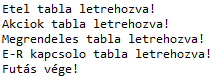 Etel tabla letrehozva!
Akciok tabla letrehozva!
Megrendeles tabla letrehozva!
E-R kapcsolo tabla letrehozva!
Futás vége!